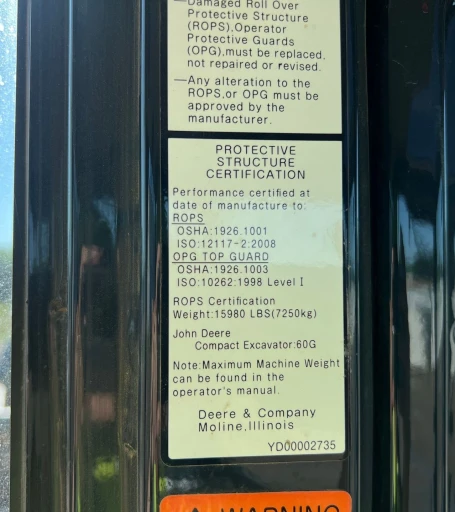 —Damaged Roll Over
Protective Structure
(ROPS),Operator
Protective Guards
(OPG),must be replaced,
not repaired or revised.
—Any alteration to the
ROPS,or OPG must be
approved by the
manufacturer.
PROTECTIVE
STRUCTURE
CERTIFICATION
Performance certified at
date of manufacture to:
ROPS
OSHA:1926.1001
ISO:12117-2:2008
OPG TOP GUARD
OSHA:1926.1003
ISO:10262:1998 Level I
ROPS Certification
Weight:15980 LBS(7250kg)
John Deere
Compact Excavator:60G
Note:Maximum Machine Weight
can be found in the
operator's manual.
Deere & Company
Moline,Illinois
YD00002735
WARNING